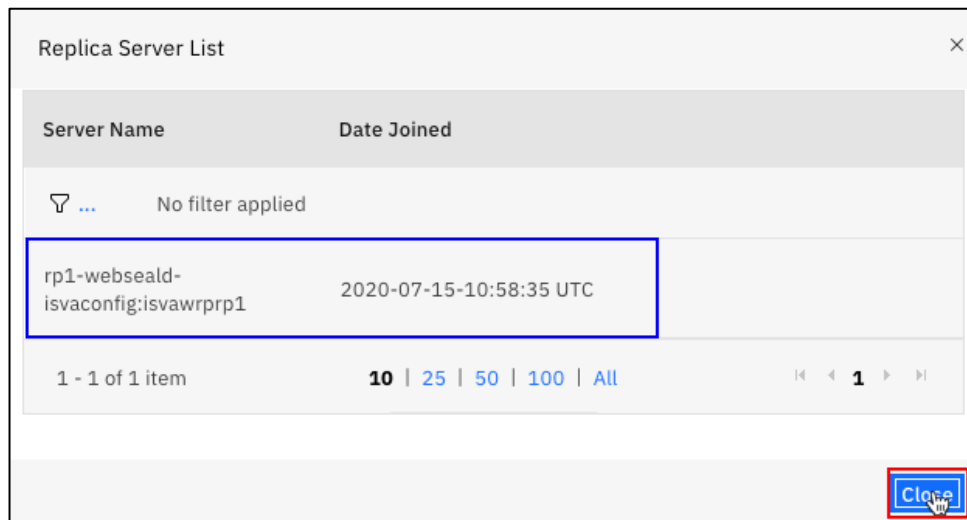 Replica Server List
Server Name Date Joined
... No filter applied
rp1-webseald-
isvaconfig:isvawrprp1 2020-07-15-10:58:35 UTC
1 - 1 of 1 item 10 | 25 | 50 | 100 | All 1
Close